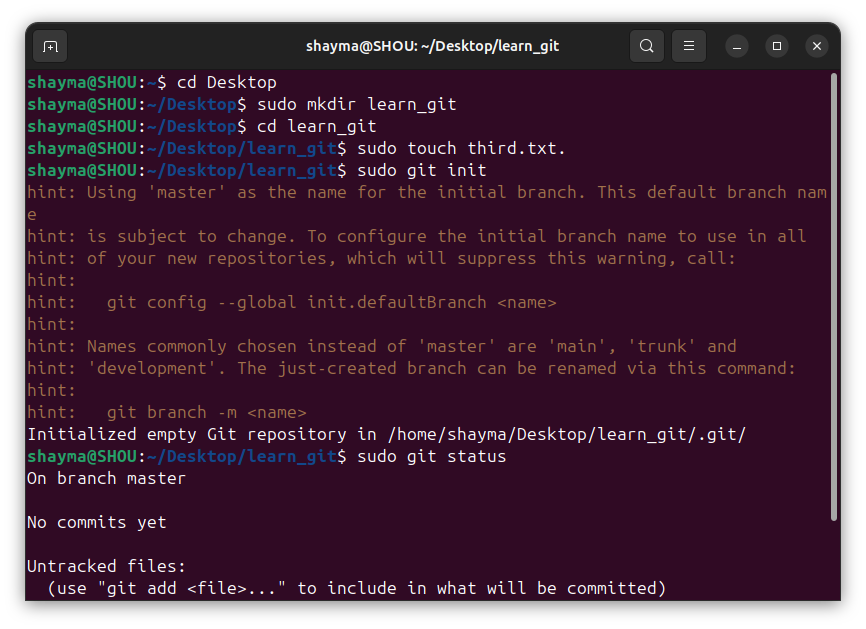 shayma@SHOU: ~/Desktop/learn_git
shayma@SHOU:~$ cd Desktop
shayma@SHOU:~/Desktop$ sudo mkdir learn_git
shayma@SHOU:~/Desktop$ cd learn_git
shayma@SHOU:~/Desktop/learn_git$ sudo touch third.txt.
shayma@SHOU:~/Desktop/learn_git$ sudo git init
hint: Using 'master' as the name for the initial branch. This default branch nam
e
hint: is subject to change. To configure the initial branch name to use in all
hint: of your new repositories, which will suppress this warning, call:
hint:
hint:   git config --global init.defaultBranch <name>
hint:
hint: Names commonly chosen instead of 'master' are 'main', 'trunk' and
hint: 'development'. The just-created branch can be renamed via this command:
hint:
hint:   git branch -m <name>
Initialized empty Git repository in /home/shayma/Desktop/learn_git/.git/
shayma@SHOU:~/Desktop/learn_git$ sudo git status
On branch master

No commits yet

Untracked files:
  (use "git add <file>..." to include in what will be committed)